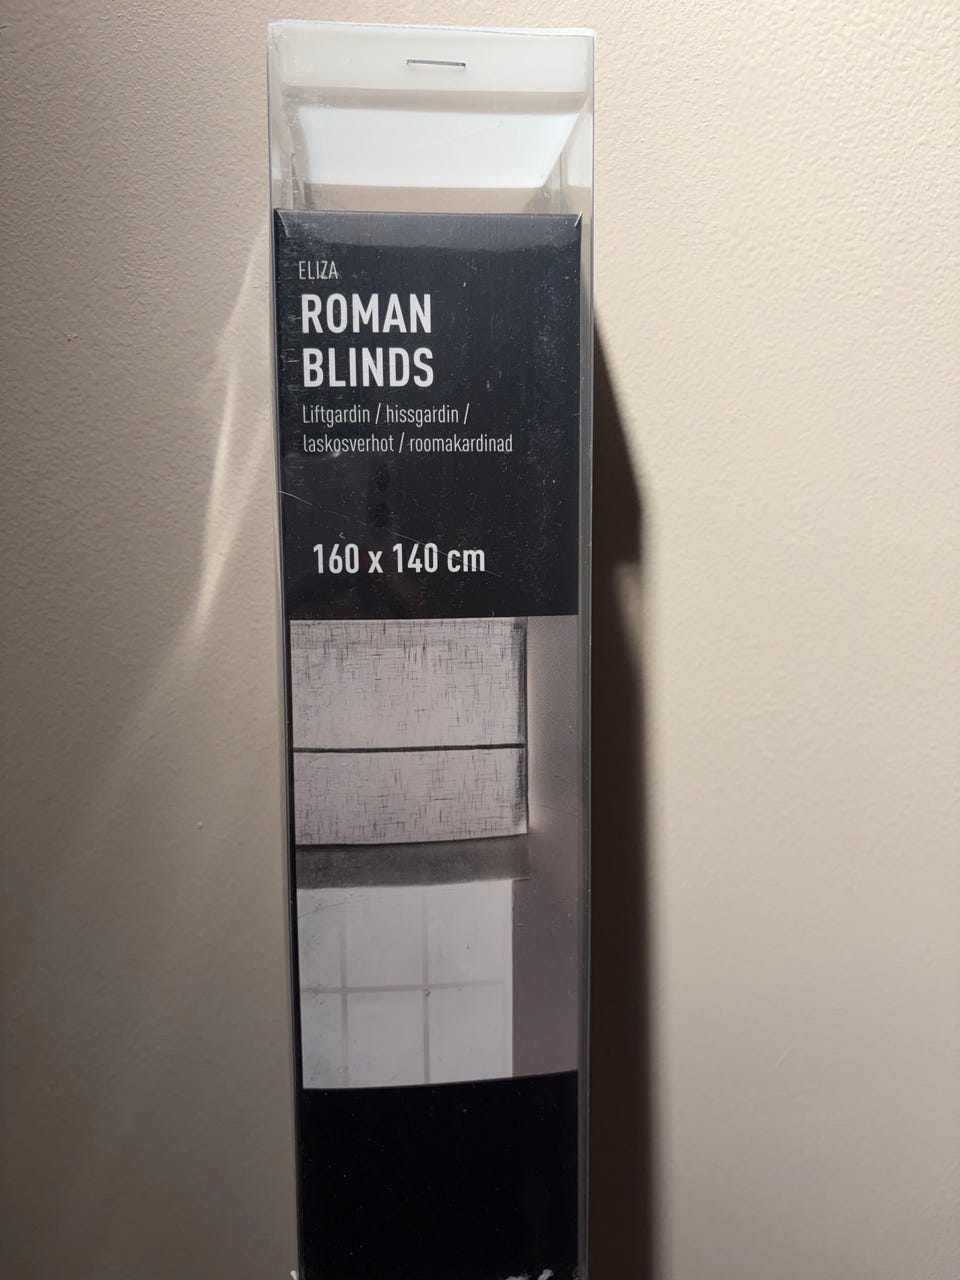 ELIZA
ROMAN
BLINDS
Liftgardin / hissgardin /
laskosverhot / roomakardinad
160 x 140 cm